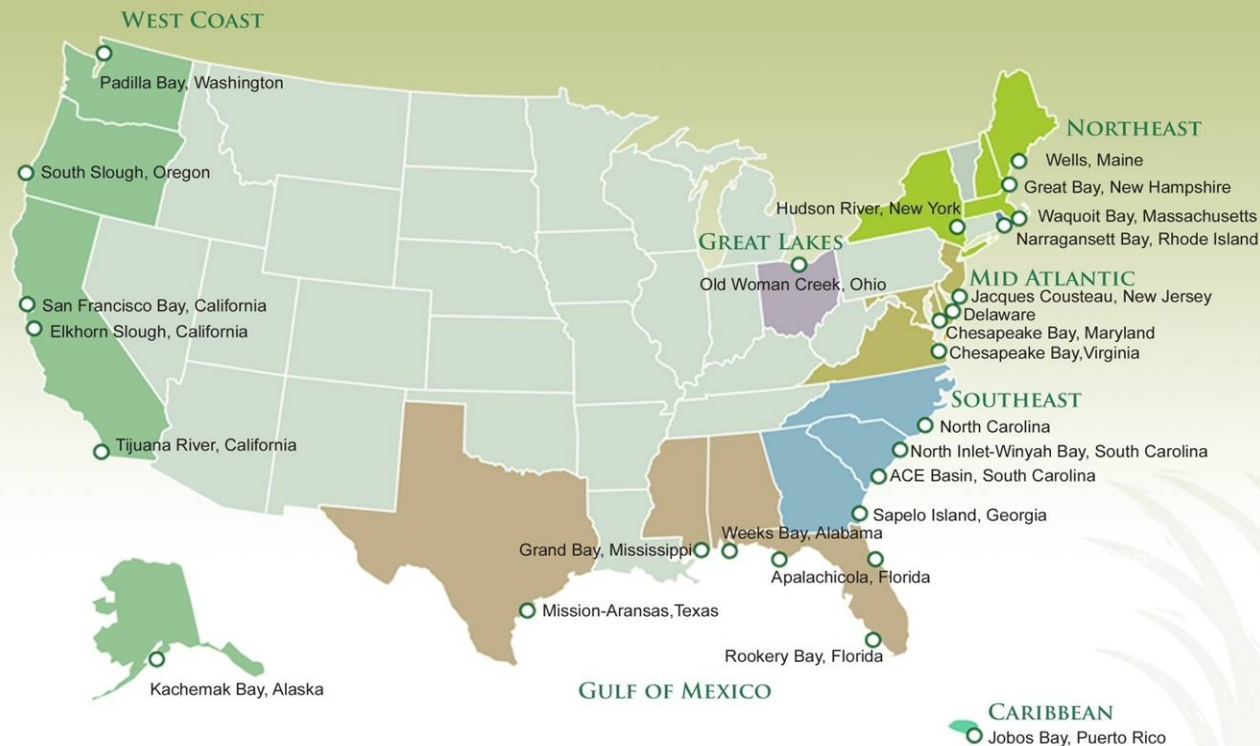 WEST COAST
Padilla Bay, Washington
South Slough, Oregon
San Francisco Bay, California
Elkhorn Slough, California
Tijuana River, California
Kachemak Bay, Alaska
GREAT LAKES
Old Woman Creek, Ohio
NORTHEAST
Wells, Maine
Great Bay, New Hampshire
Hudson River, New York
Waquoit Bay, Massachusetts
Narragansett Bay, Rhode Island
MID ATLANTIC
Jacques Cousteau, New Jersey
Delaware
Chesapeake Bay, Maryland
Chesapeake Bay,Virginia
SOUTHEAST
North Carolina
North Inlet-Winyah Bay, South Carolina
ACE Basin, South Carolina
Sapelo Island, Georgia
Weeks Bay, Alabama
Grand Bay, Mississippi
Apalachicola, Florida
Mission-Aransas,Texas
Rookery Bay, Florida
GULF OF MEXICO
CARIBBEAN
Jobos Bay, Puerto Rico